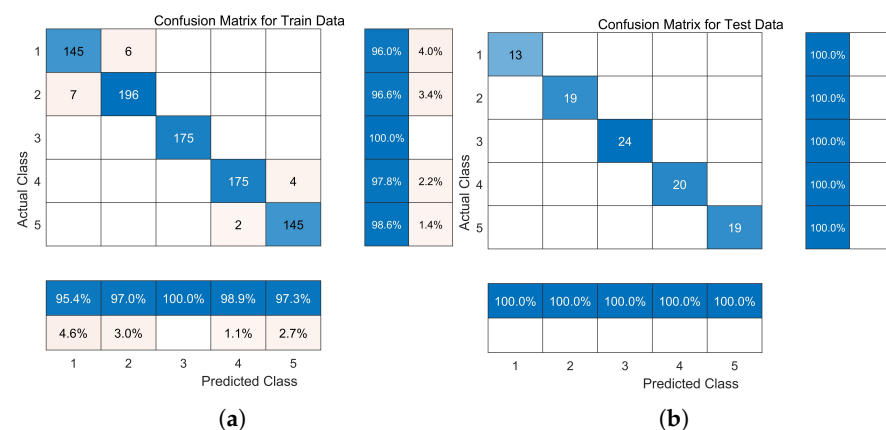 Confusion Matrix for Train Data
1 145 6 96.0% 4.0%
2 7 196 96.6% 3.4%
3 175 100.0%
4 175 4 97.8% 2.2%
5 2 145 98.6% 1.4%
Actual Class
95.4% 97.0% 100.0% 98.9% 97.3%
4.6% 3.0% 1.1% 2.7%
1 2 3 4 5
Predicted Class
(a)
Confusion Matrix for Test Data
1 13 100.0%
2 19 100.0%
3 24 100.0%
4 20 100.0%
5 19 100.0%
Actual Class
100.0% 100.0% 100.0% 100.0% 100.0%
1 2 3 4 5
Predicted Class
(b)